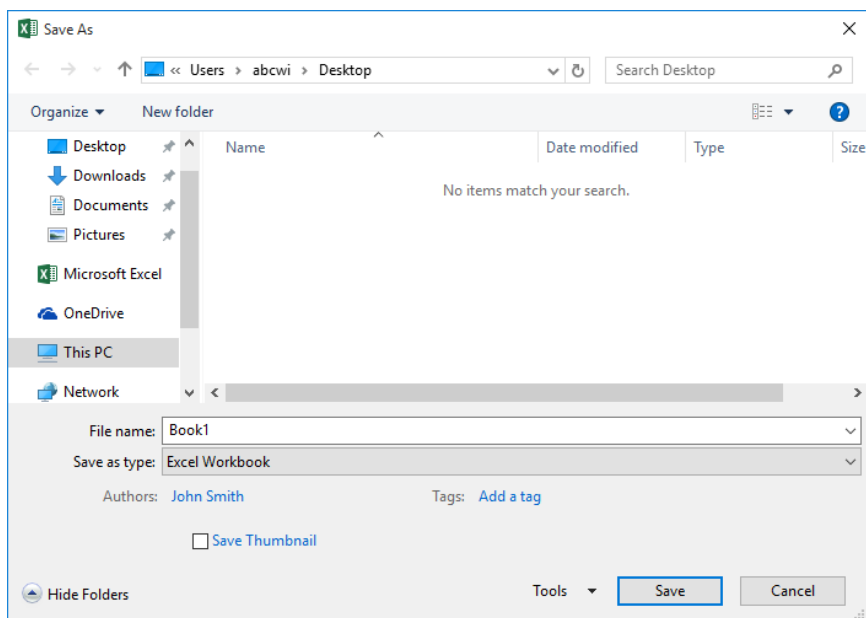 Save As
« Users > abcwi > Desktop
Search Desktop
Organize
New folder
?
Name
Date modified
Type
Size
No items match your search.
Desktop
Downloads
Documents
Pictures
Microsoft Excel
OneDrive
This PC
Network
File name: Book1
Save as type: Excel Workbook
Authors: John Smith
Tags: Add a tag
Save Thumbnail
Hide Folders
Tools
Save
Cancel